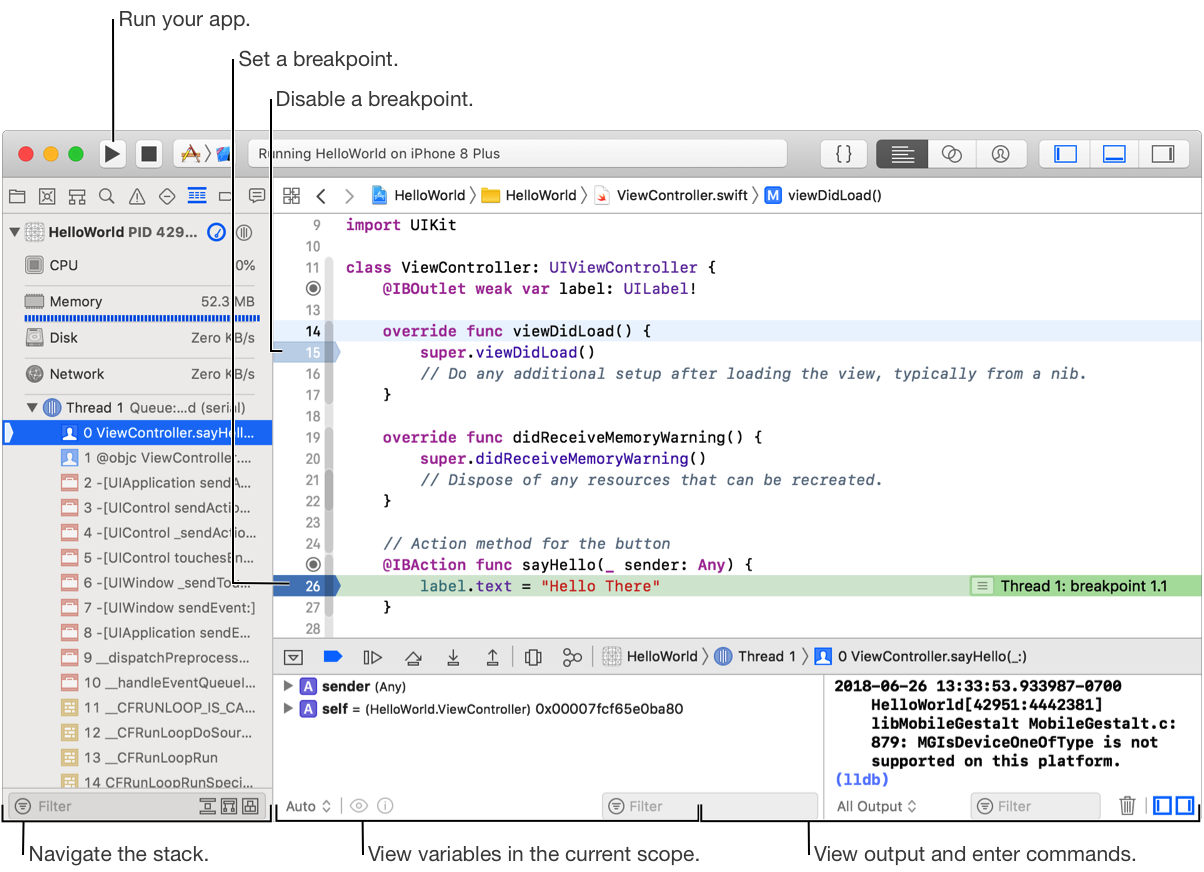 Run your app.
Set a breakpoint.
Disable a breakpoint.
Running HelloWorld on iPhone 8 Plus
HelloWorld HelloWorld ViewController.swift M viewDidLoad()
HelloWorld PID 429...
CPU 0%
Memory 52.3 MB
Disk Zero KB/s
Network Zero KB/s
Thread 1 Queue:...d (serial)
0 ViewController.sayHell...
1 @objc ViewController....
2 -[UIApplication sendA...
3 -[UIControl sendActio...
4 -[UIControl _sendActio...
5 -[UIControl touchesEn...
6 -[UIWindow _sendTou...
7 -[UIWindow sendEvent:]
8 -[UIApplication sendE...
9 __dispatchPreprocess...
10 __handleEventQueueI...
11 __CFRUNLOOP_IS_CA...
12 __CFRunLoopDoSour...
13 __CFRunLoopRun
14 CFRunLoopRunSpeci...
Filter
9 import UIKit
10
11 class ViewController: UIViewController {
@IBOutlet weak var label: UILabel!
13
14 override func viewDidLoad() {
15 super.viewDidLoad()
16 // Do any additional setup after loading the view, typically from a nib.
17 }
18
19 override func didReceiveMemoryWarning() {
20 super.didReceiveMemoryWarning()
21 // Dispose of any resources that can be recreated.
22 }
23
24 // Action method for the button
@IBAction func sayHello(_ sender: Any) {
26 label.text = "Hello There" Thread 1: breakpoint 1.1
27 }
28
HelloWorld Thread 1 0 ViewController.sayHello(_:)
A sender (Any)
A self = (HelloWorld.ViewController) 0x00007fcf65e0ba80
Auto Filter
2018-06-26 13:33:53.933987-0700
HelloWorld[42951:4442381]
libMobileGestalt MobileGestalt.c:
879: MGIsDeviceOneOfType is not
supported on this platform.
(lldb)
All Output Filter
Navigate the stack.
View variables in the current scope.
View output and enter commands.